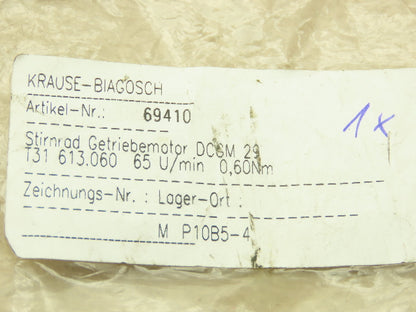 KRAUSE-BIAGOSCH
Artikel-Nr.: 69410
1x
Stirnrad Getriebemotor DCGM 29
T31 613.060 65 U/min 0,60Nm
Zeichnungs-Nr. : Lager-Ort :
M P10B5-4